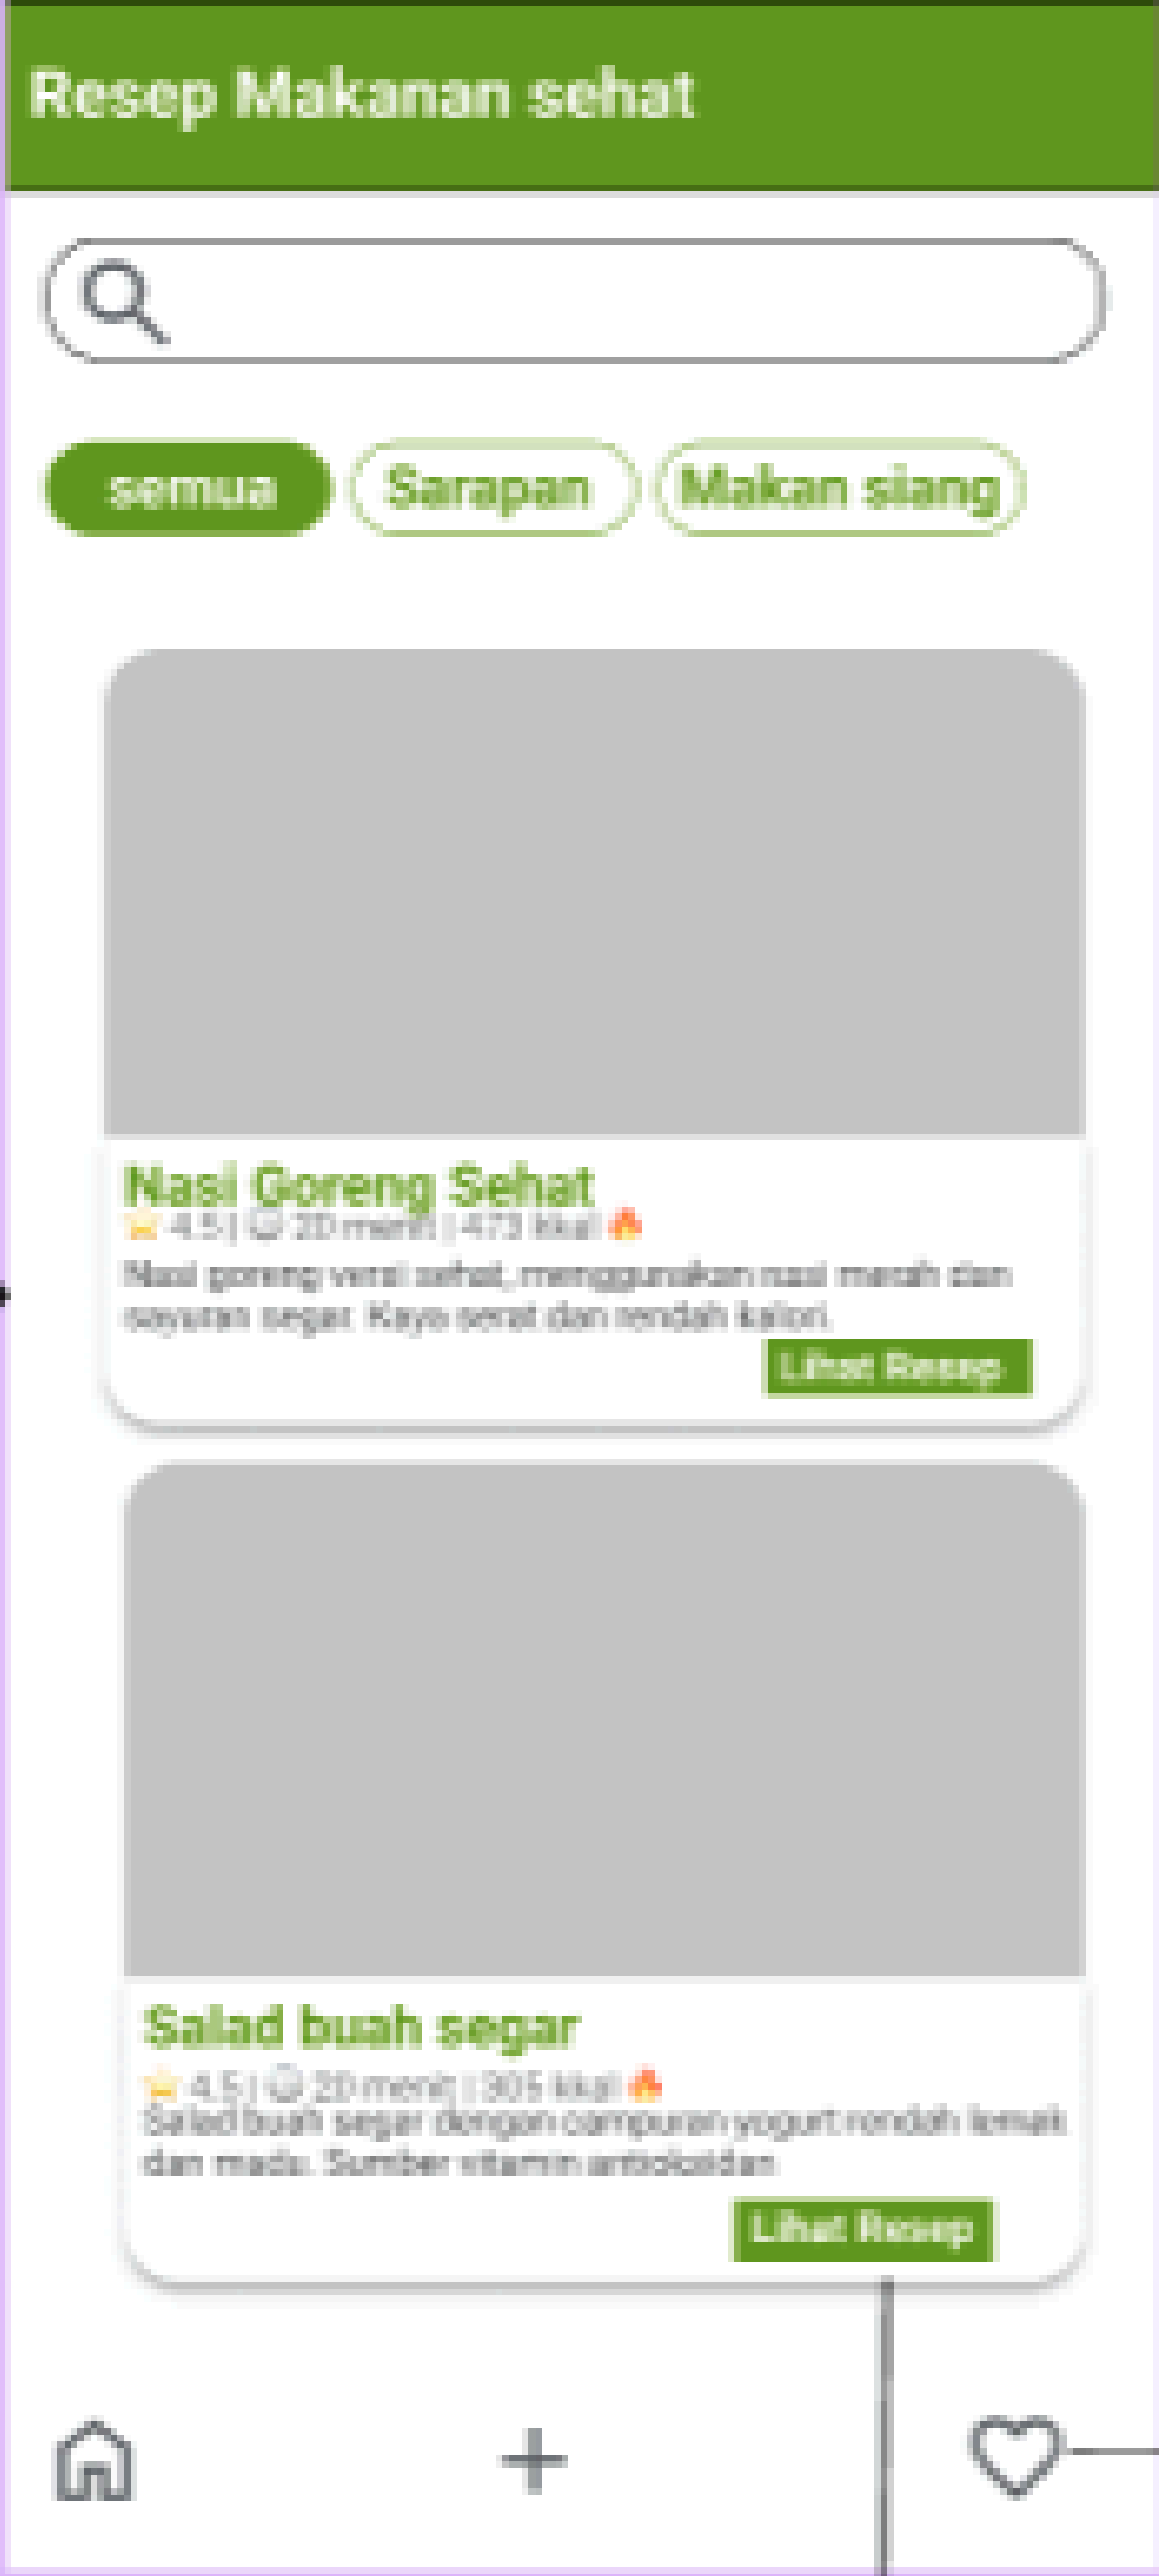 Resep Makanan sehat
semua Sarapan Makan siang
Nasi Goreng Sehat
4.5 | 20 menit | 473 kkal
Nasi goreng versi sehat, menggunakan nasi merah dan
sayuran segar. Kaya serat dan rendah kalori.
Lihat Resep
Salad buah segar
4.5 | 20 menit | 305 kkal
Salad buah segar dengan campuran yogurt rendah lemak
dan madu. Sumber vitamin
Lihat Resep